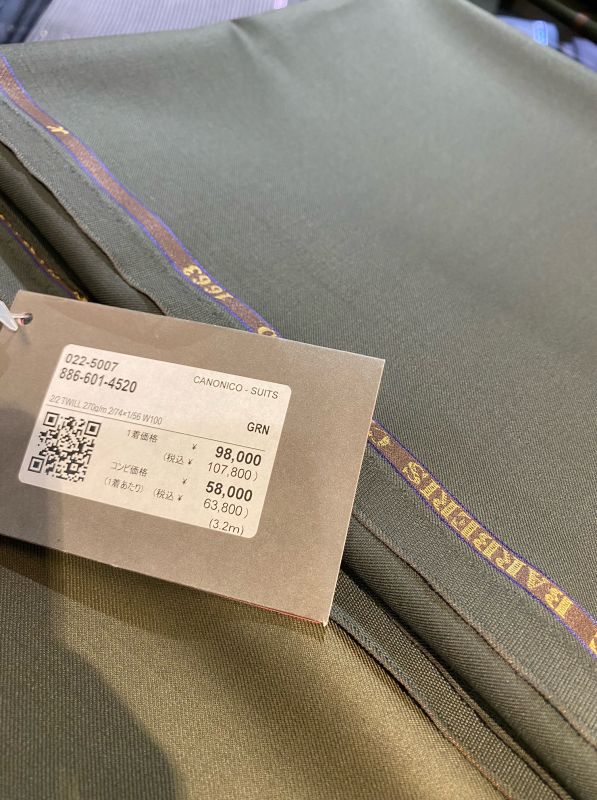 1663
BARBERIS
022-5007
886-601-4520
CANONICO - SUITS
2/2 TWILL 270g/m 2/74×1/56 W100
GRN
1着価格 ¥ 98,000
(税込 ¥ 107,800)
コンビ価格 ¥ 58,000
(1着あたり) (税込 ¥ 63,800)
(3.2m)